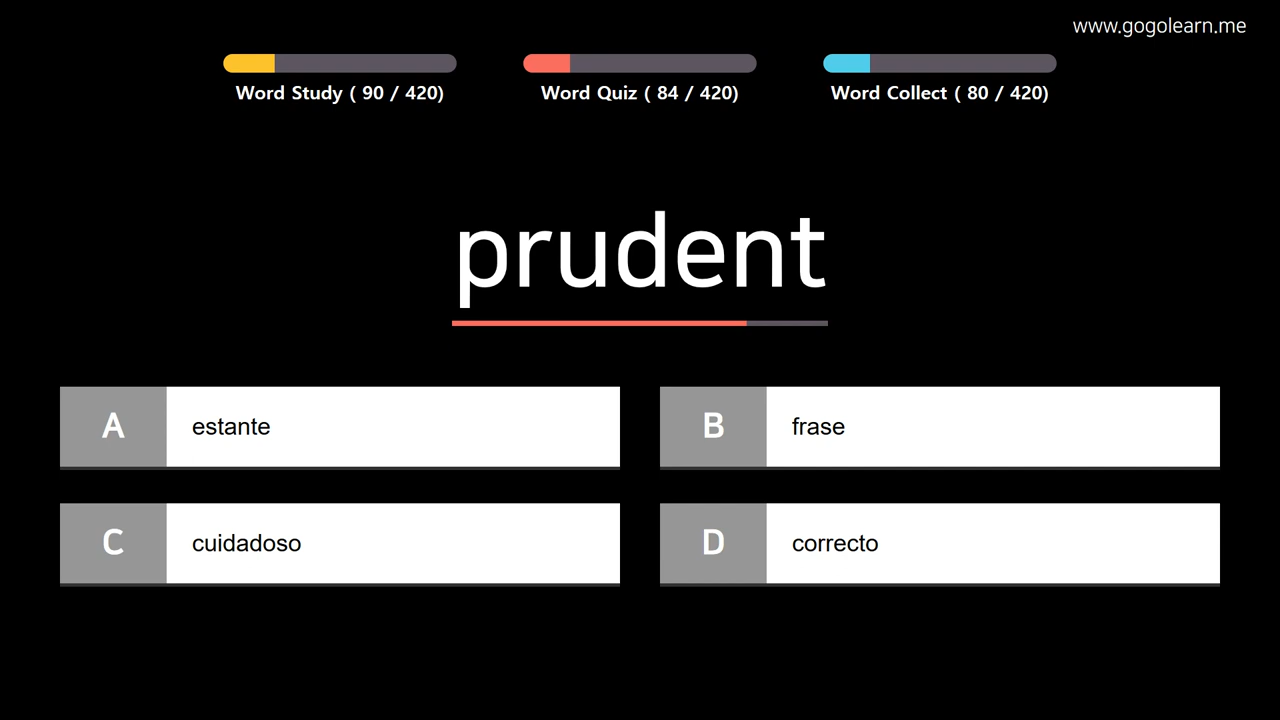 www.gogolearn.me
Word Study ( 90 / 420)
Word Quiz ( 84 / 420)
Word Collect ( 80 / 420)
prudent
A estante
B frase
C cuidadoso
D correcto